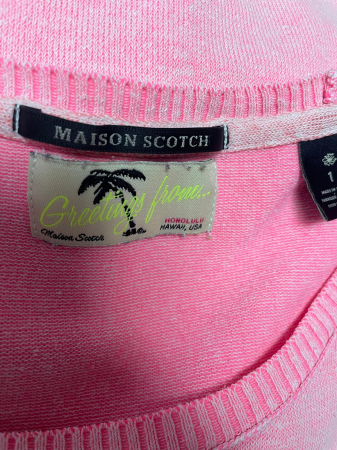 MAISON SCOTCH
Greetings from...
HONOLULU
HAWAII, USA
Maison Scotch
1